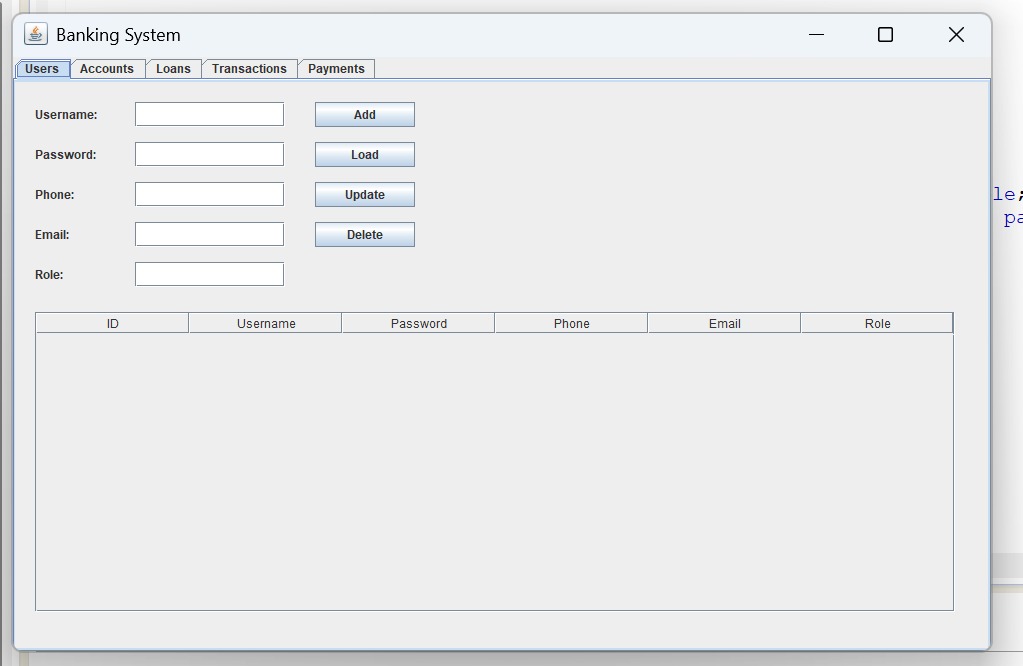 Banking System
Users Accounts Loans Transactions Payments
Username: Add
Password: Load
Phone: Update
Email: Delete
Role:
ID Username Password Phone Email Role
le;
pa